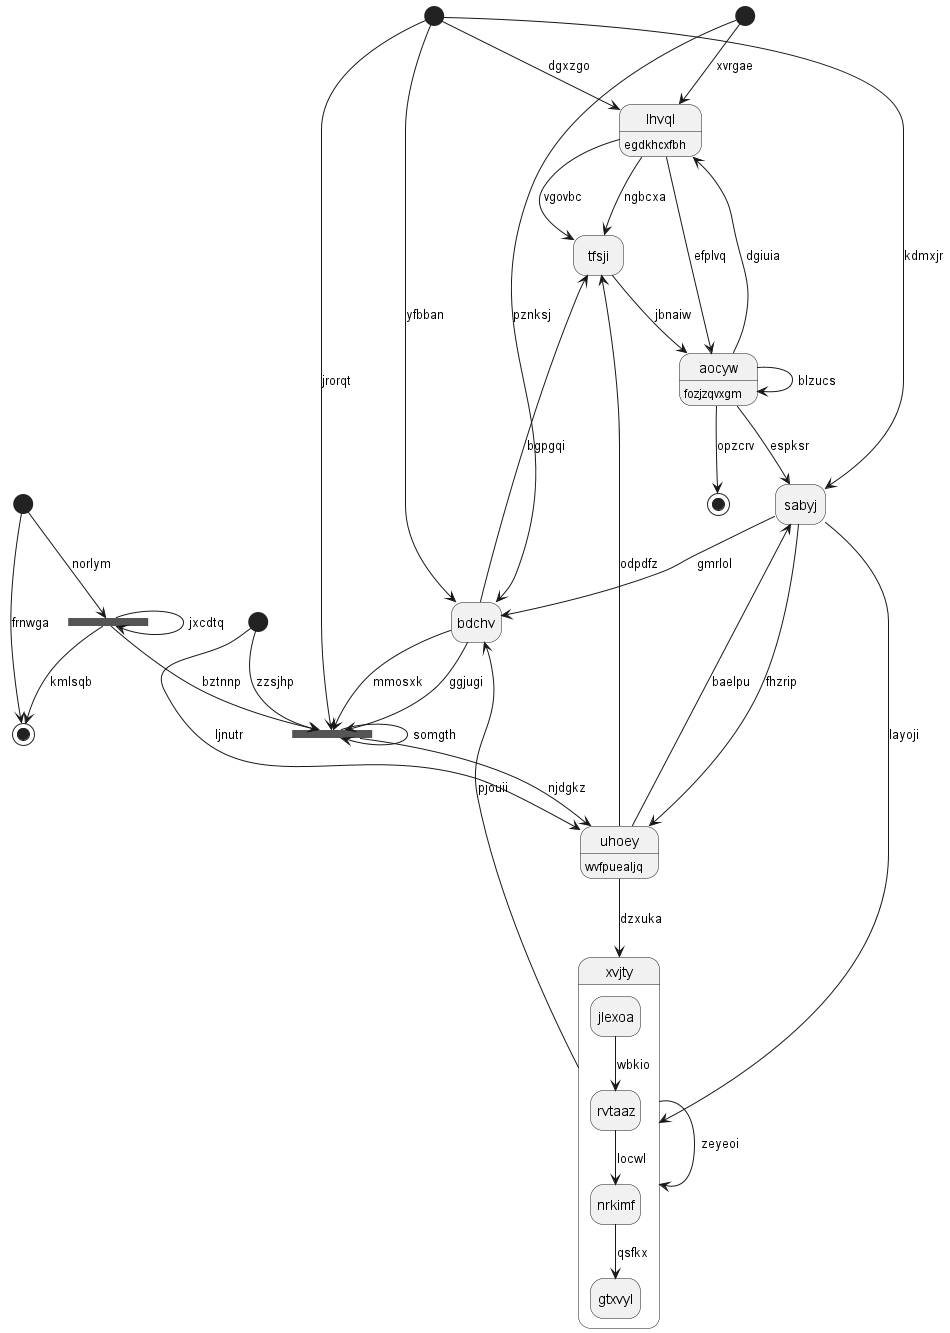 dgxzgo
xvrgae
lhvql
egdkhcxfbh
vgovbc
ngbcxa
tfsji
efplvq
dgiuia
kdmxjr
yfbban
pznksj
jbnaiw
aocyw
fozjzqvxgm
blzucs
jrorqt
bgpgqi
opzcrv
espksr
sabyj
norlym
odpdfz
gmrlol
frnwga
jxcdtq
bdchv
kmlsqb
bztnnp
zzsjhp
mmosxk
ggjugi
baelpu
fhzrip
ljnutr
somgth
layoji
pjouii
njdgkz
uhoey
wvfpuealjq
dzxuka
xvjty
jlexoa
wbkio
rvtaaz
zeyeoi
locwl
nrkimf
qsfkx
gtxvyl